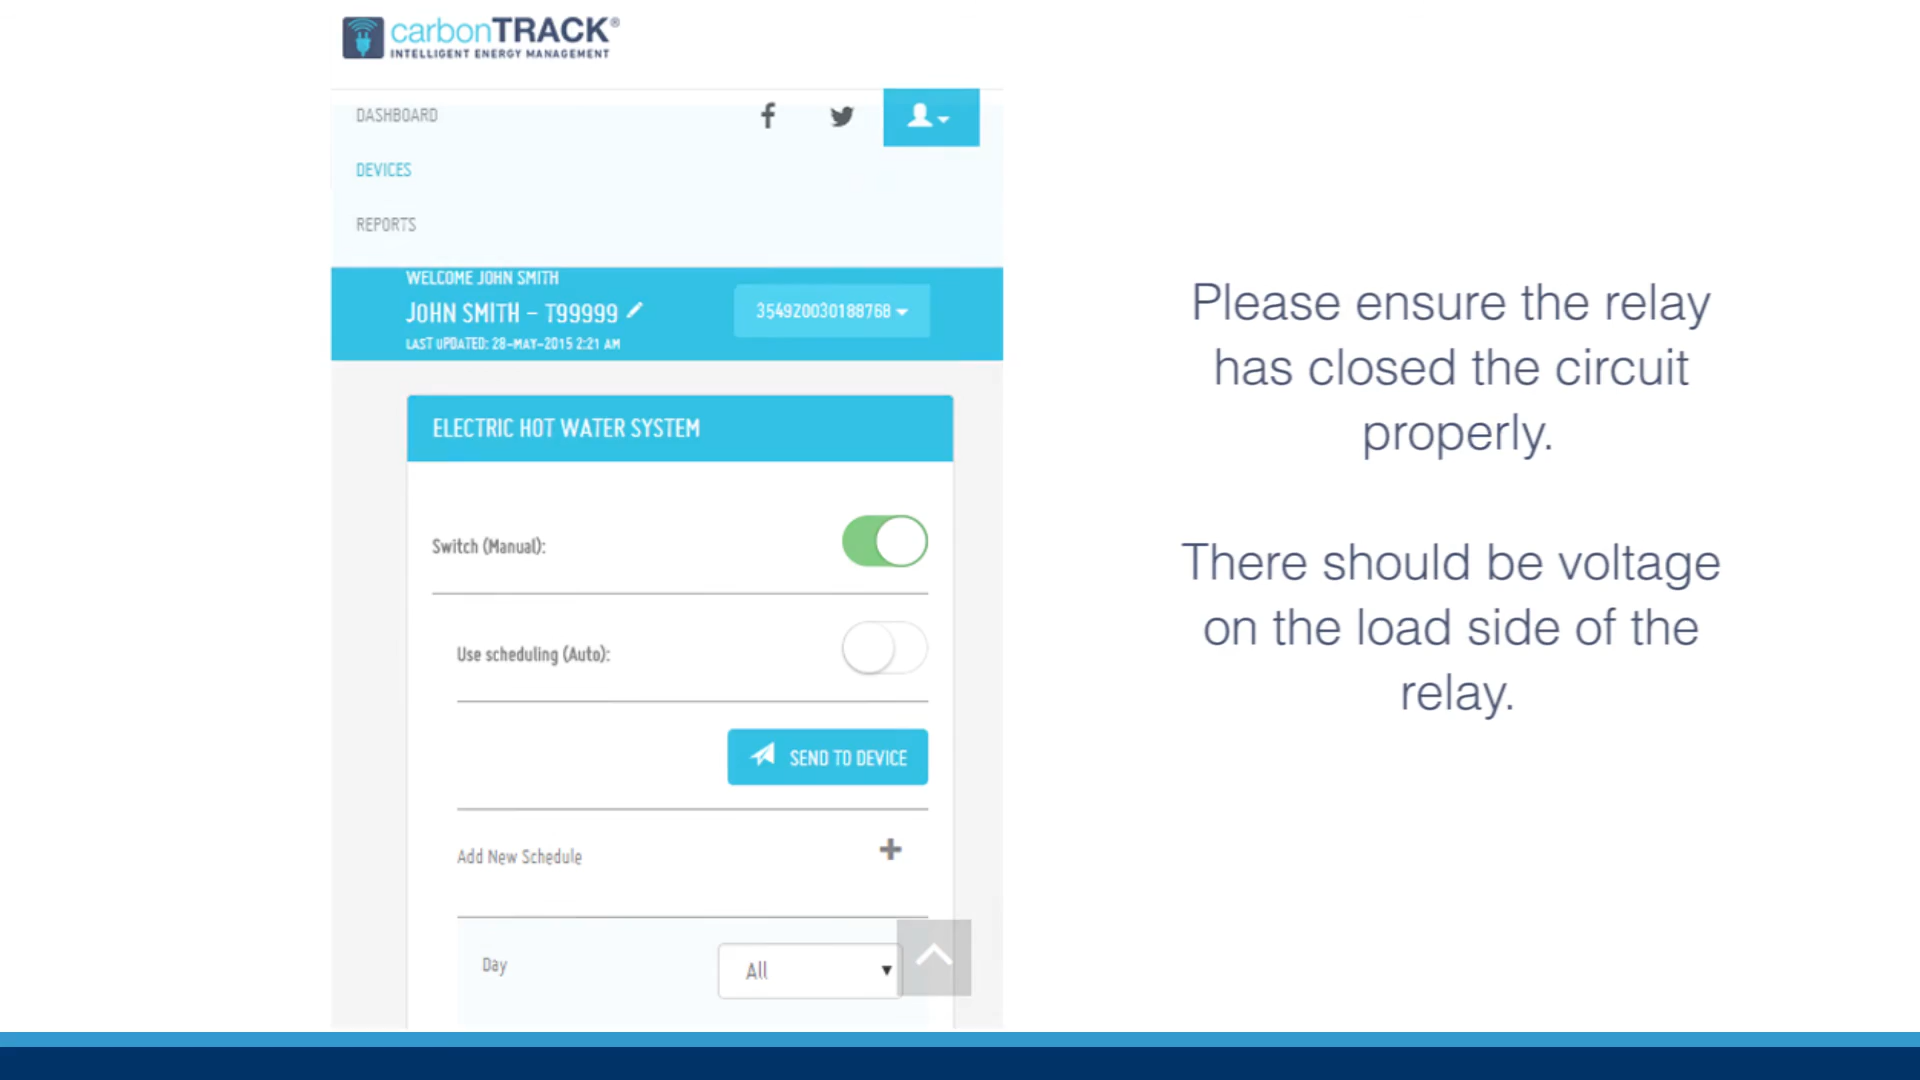 carbonTRACK®
INTELLIGENT ENERGY MANAGEMENT
DASHBOARD
DEVICES
REPORTS
WELCOME JOHN SMITH
JOHN SMITH - T99999
354920030188768
LAST UPDATED: 28-MAY-2015 2:21 AM
ELECTRIC HOT WATER SYSTEM
Switch (Manual):
Use scheduling (Auto):
SEND TO DEVICE
Add New Schedule
Day
All
Please ensure the relay
has closed the circuit
properly.
There should be voltage
on the load side of the
relay.